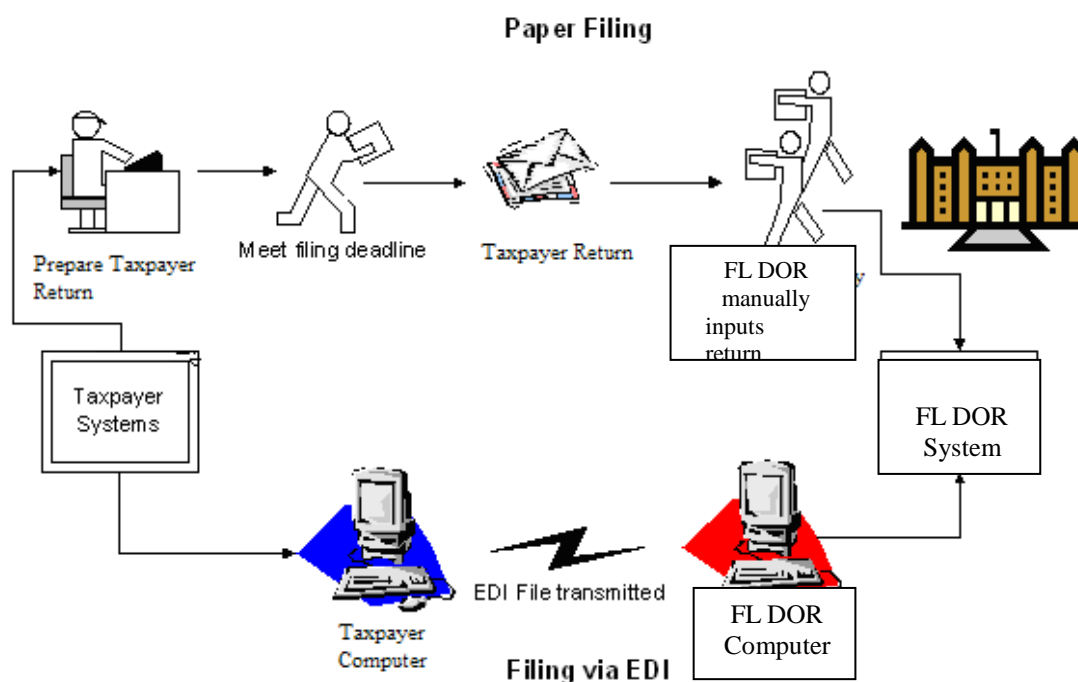 Paper Filing
Prepare Taxpayer
Return
Meet filing deadline
Taxpayer Return
FL DOR
manually
inputs
return
y
Taxpayer
Systems
FL DOR
System
EDI File transmitted
Taxpayer
Computer
FL DOR
Computer
Filing via EDI